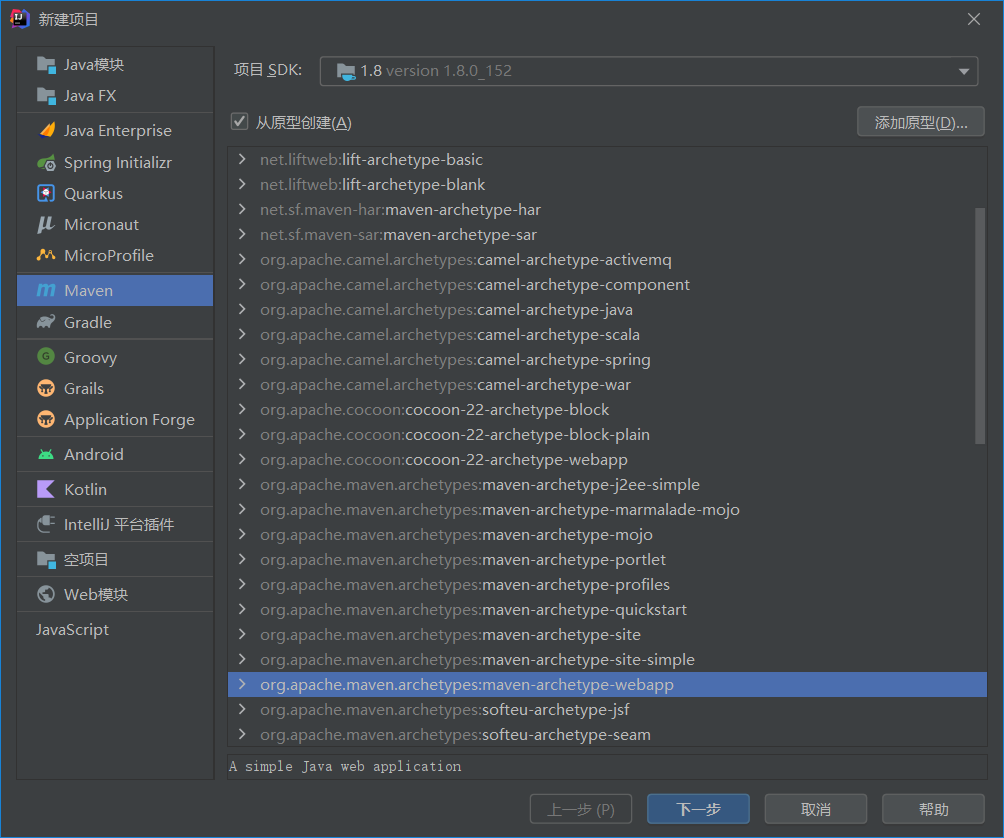 新建项目
Java模块
Java FX
Java Enterprise
Spring Initializr
Quarkus
Micronaut
MicroProfile
Maven
Gradle
Groovy
Grails
Application Forge
Android
Kotlin
IntelliJ 平台插件
空项目
Web模块
JavaScript
项目 SDK: 1.8 version 1.8.0_152
从原型创建(A) 添加原型(D)...
net.liftweb:lift-archetype-basic
net.liftweb:lift-archetype-blank
net.sf.maven-har:maven-archetype-har
net.sf.maven-sar:maven-archetype-sar
org.apache.camel.archetypes:camel-archetype-activemq
org.apache.camel.archetypes:camel-archetype-component
org.apache.camel.archetypes:camel-archetype-java
org.apache.camel.archetypes:camel-archetype-scala
org.apache.camel.archetypes:camel-archetype-spring
org.apache.camel.archetypes:camel-archetype-war
org.apache.cocoon:cocoon-22-archetype-block
org.apache.cocoon:cocoon-22-archetype-block-plain
org.apache.cocoon:cocoon-22-archetype-webapp
org.apache.maven.archetypes:maven-archetype-j2ee-simple
org.apache.maven.archetypes:maven-archetype-marmalade-mojo
org.apache.maven.archetypes:maven-archetype-mojo
org.apache.maven.archetypes:maven-archetype-portlet
org.apache.maven.archetypes:maven-archetype-profiles
org.apache.maven.archetypes:maven-archetype-quickstart
org.apache.maven.archetypes:maven-archetype-site
org.apache.maven.archetypes:maven-archetype-site-simple
org.apache.maven.archetypes:maven-archetype-webapp
org.apache.maven.archetypes:softeu-archetype-jsf
org.apache.maven.archetypes:softeu-archetype-seam
A simple Java web application
上一步 (P) 下一步 取消 帮助